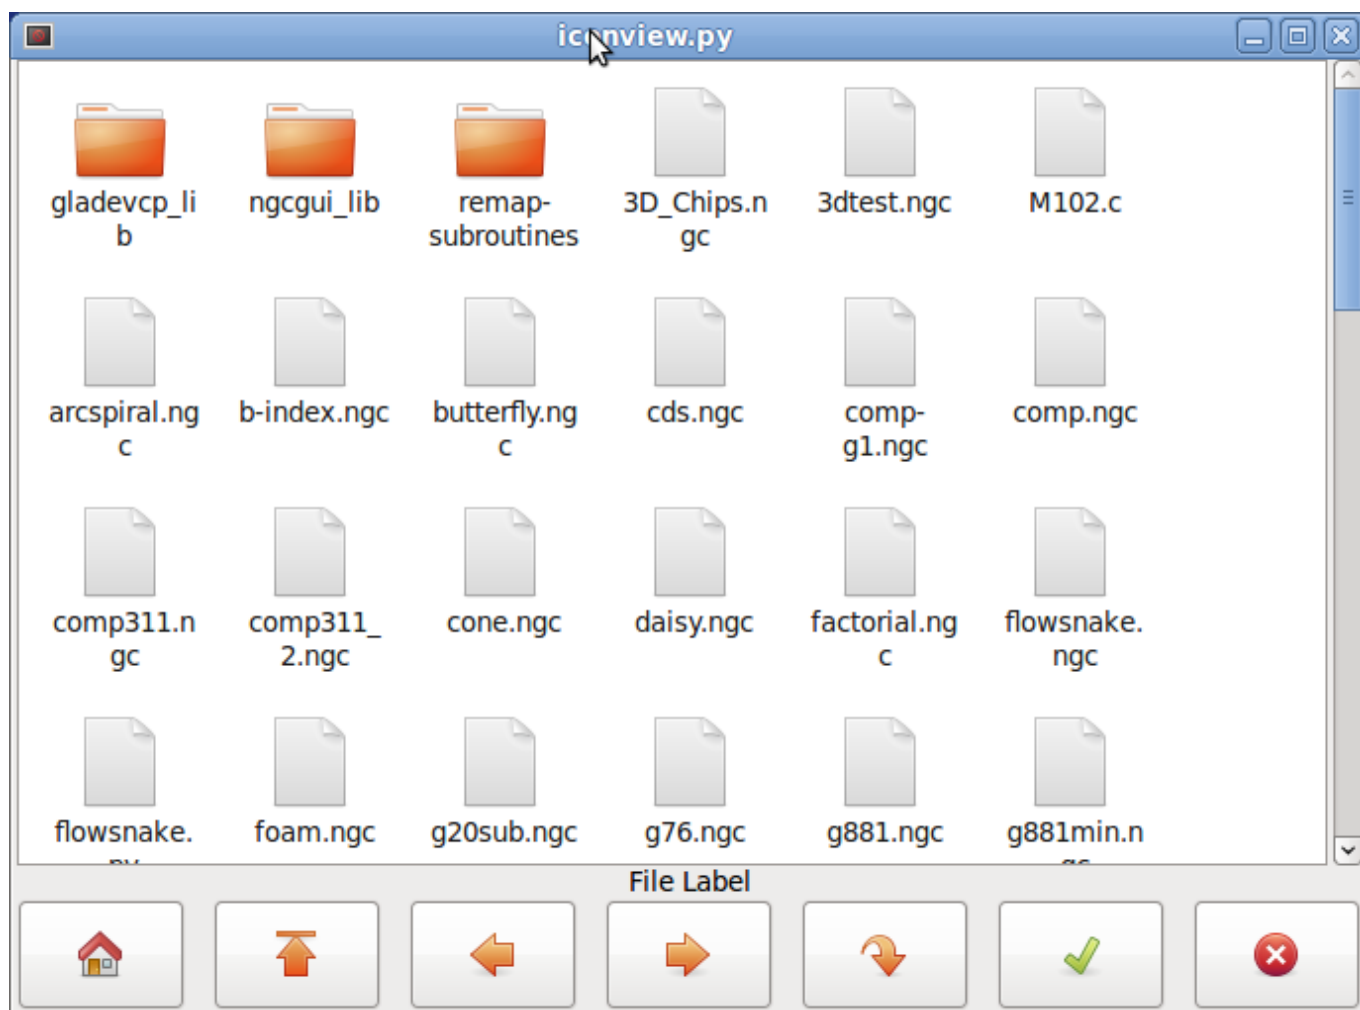 iconview.py
gladevcp_li
b
ngcgui_lib
remap-
subroutines
3D_Chips.n
gc
3dtest.ngc
M102.c
arcspiral.ng
c
b-index.ngc
butterfly.ng
c
cds.ngc
comp-
g1.ngc
comp.ngc
comp311.n
gc
comp311_
2.ngc
cone.ngc
daisy.ngc
factorial.ng
c
flowsnake.
ngc
flowsnake.
foam.ngc
g20sub.ngc
g76.ngc
g881.ngc
g881min.n
File Label